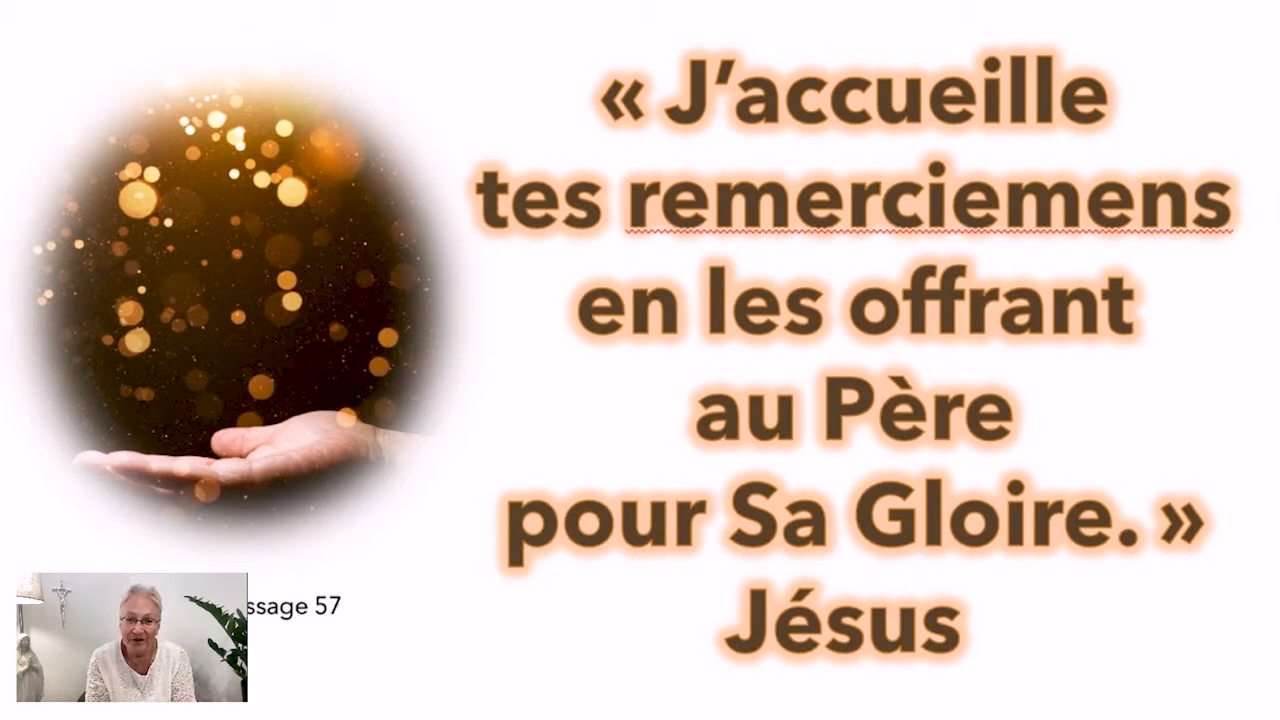 « J’accueille
tes remerciemens
en les offrant
au Père
pour Sa Gloire. »
Jésus
ssage 57